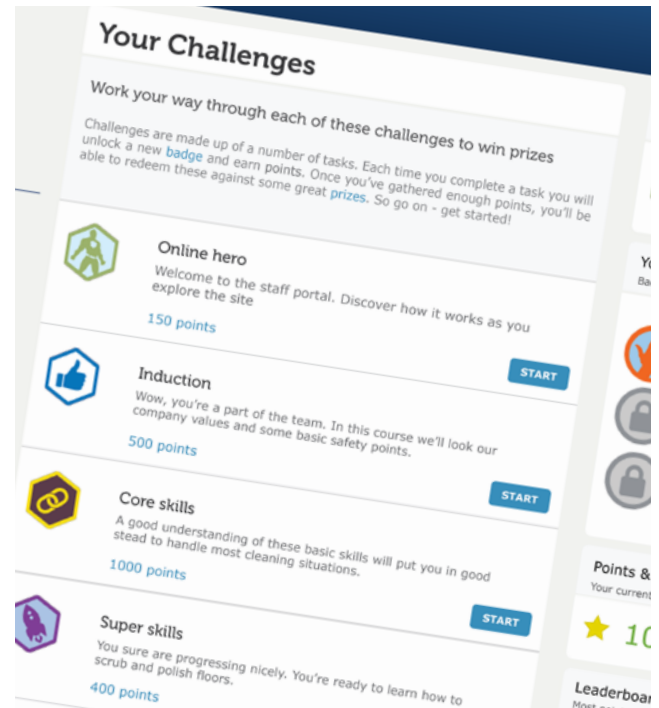 Your Challenges
Work your way through each of these challenges to win prizes
Challenges are made up of a number of tasks. Each time you complete a task you will
unlock a new badge and earn points. Once you've gathered enough points, you'll be
able to redeem these against some great prizes. So go on - get started!
Online hero
Welcome to the staff portal. Discover how it works as you
explore the site
150 points
START
Induction
Wow, you're a part of the team. In this course we'll look our
company values and some basic safety points.
500 points
START
Core skills
A good understanding of these basic skills will put you in good
stead to handle most cleaning situations.
1000 points
START
Super skills
You sure are progressing nicely. You're ready to learn how to
scrub and polish floors.
400 points
Points &
Your current